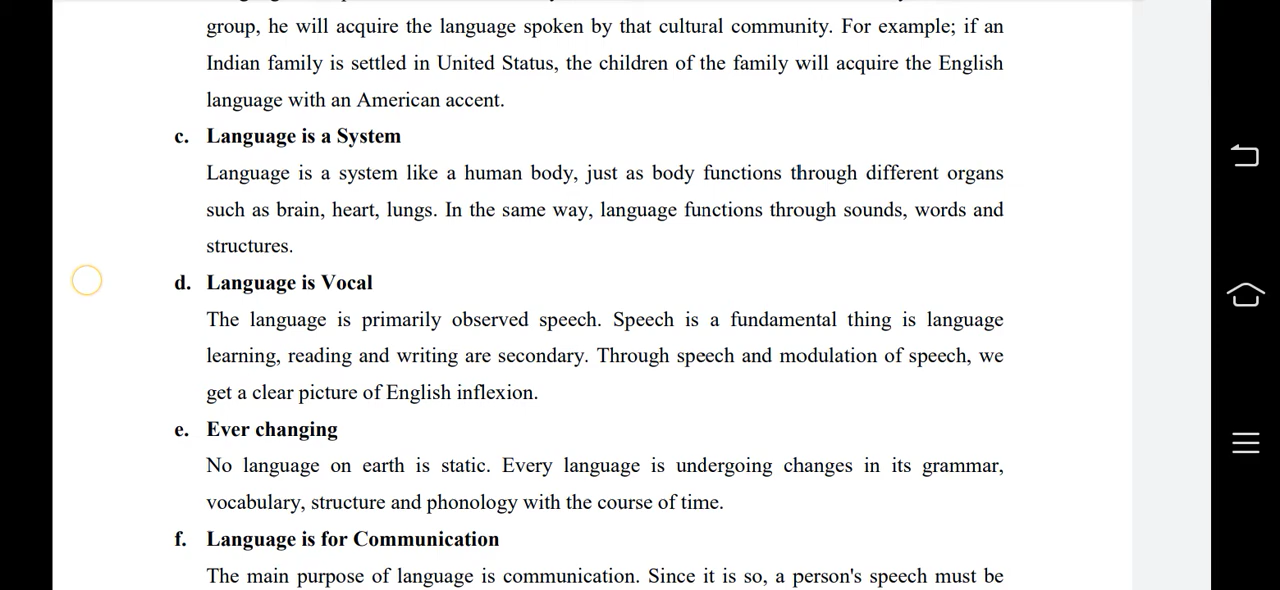 group, he will acquire the language spoken by that cultural community. For example; if an
Indian family is settled in United Status, the children of the family will acquire the English
language with an American accent.
c. Language is a System
Language is a system like a human body, just as body functions through different organs
such as brain, heart, lungs. In the same way, language functions through sounds, words and
structures.
d. Language is Vocal
The language is primarily observed speech. Speech is a fundamental thing is language
learning, reading and writing are secondary. Through speech and modulation of speech, we
get a clear picture of English inflexion.
e. Ever changing
No language on earth is static. Every language is undergoing changes in its grammar,
vocabulary, structure and phonology with the course of time.
f. Language is for Communication
The main purpose of language is communication. Since it is so, a person's speech must be